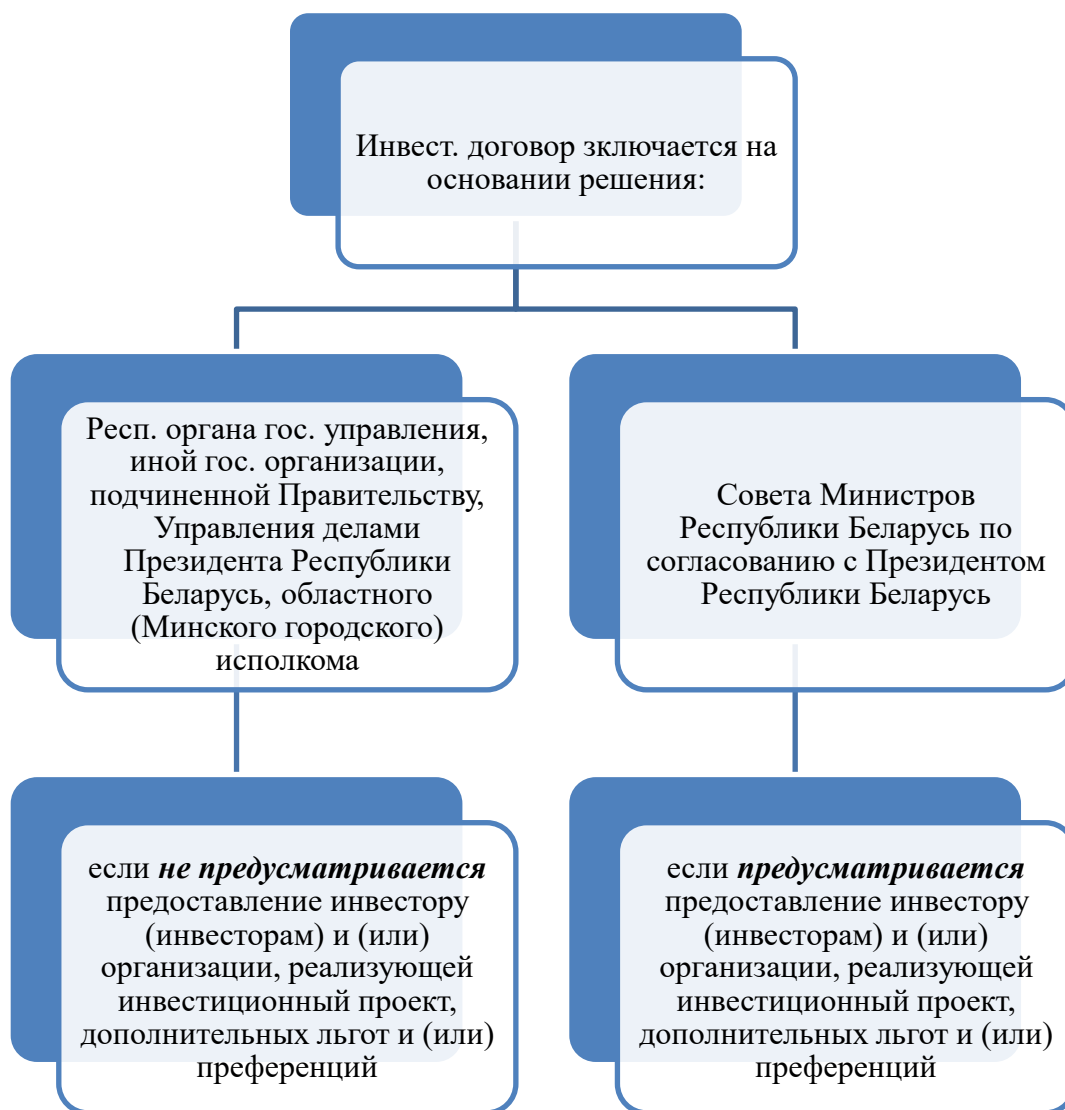 Инвест. договор зключается на
основании решения:
Респ. органа гос. управления,
иной гос. организации,
подчиненной Правительству,
Управления делами
Президента Республики
Беларусь, областного
(Минского городского)
исполкома
Совета Министров
Республики Беларусь по
согласованию с Президентом
Республики Беларусь
если не предусматривается
предоставление инвестору
(инвесторам) и (или)
организации, реализующей
инвестиционный проект,
дополнительных льгот и (или)
преференций
если предусматривается
предоставление инвестору
(инвесторам) и (или)
организации, реализующей
инвестиционный проект,
дополнительных льгот и (или)
преференций